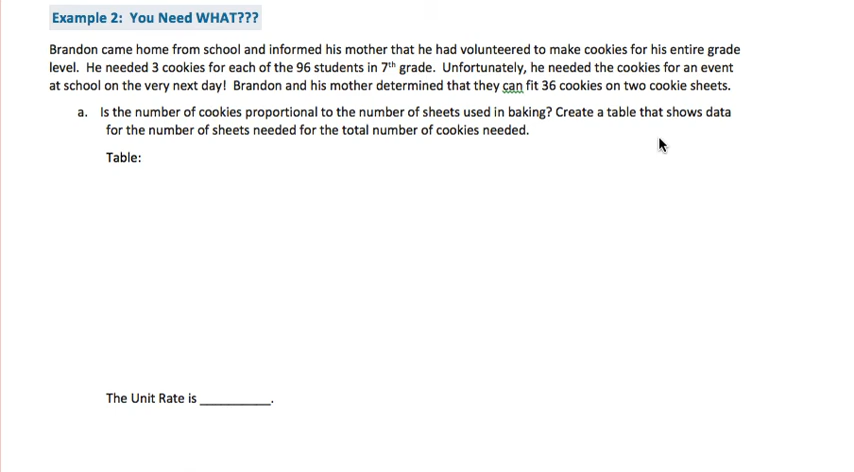 Example 2: You Need WHAT???
Brandon came home from school and informed his mother that he had volunteered to make cookies for his entire grade
level. He needed 3 cookies for each of the 96 students in 7th grade. Unfortunately, he needed the cookies for an event
at school on the very next day! Brandon and his mother determined that they can fit 36 cookies on two cookie sheets.
a. Is the number of cookies proportional to the number of sheets used in baking? Create a table that shows data
for the number of sheets needed for the total number of cookies needed.
Table:
The Unit Rate is __________.